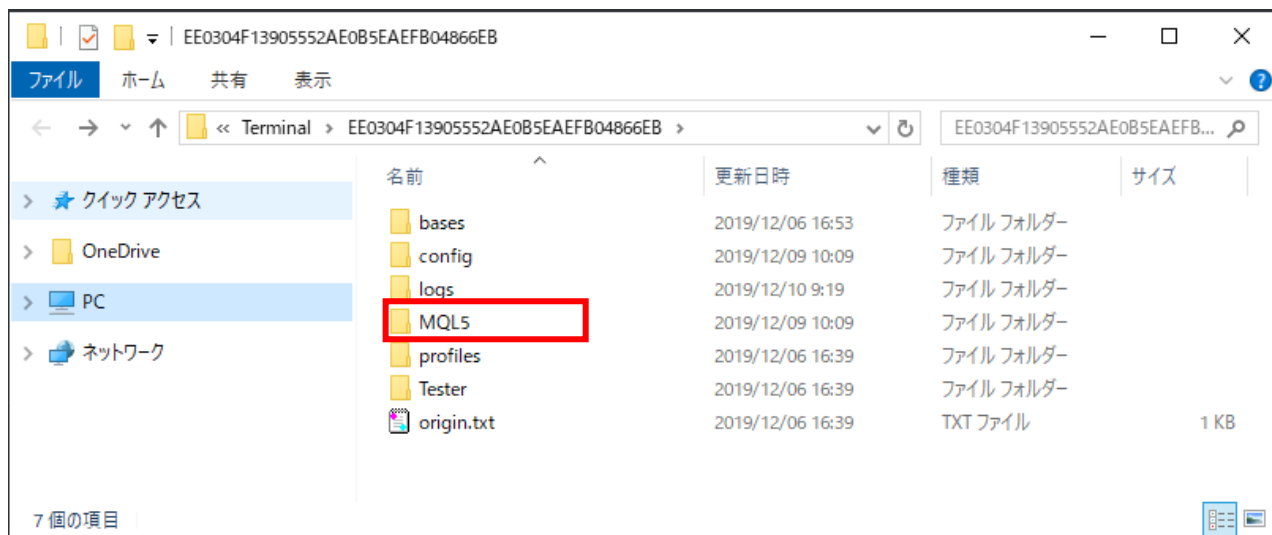 EE0304F13905552AE0B5EAEFB04866EB
ファイル ホーム 共有 表示
« Terminal > EE0304F13905552AE0B5EAEFB04866EB > EE0304F13905552AE0B5EAEFB...
名前 更新日時 種類 サイズ
クイック アクセス
OneDrive
PC
ネットワーク
bases 2019/12/06 16:53 ファイル フォルダー
config 2019/12/09 10:09 ファイル フォルダー
logs 2019/12/10 9:19 ファイル フォルダー
MQL5 2019/12/09 10:09 ファイル フォルダー
profiles 2019/12/06 16:39 ファイル フォルダー
Tester 2019/12/06 16:39 ファイル フォルダー
origin.txt 2019/12/06 16:39 TXT ファイル 1 KB
7 個の項目